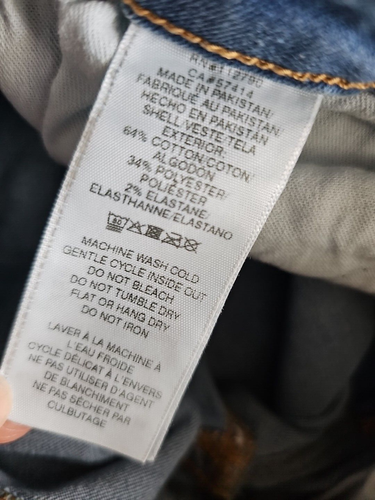 RN#112790
CA#57414
MADE IN PAKISTAN/
FABRIQUE AU PAKISTAN/
HECHO EN PAKISTAN
SHELL/VESTE/TELA
EXTERIOR:
64% COTTON/COTON/
ALGODON
34% POLYESTER/
POLIÉSTER
2% ELASTANE/
ELASTHANNE/ELASTANO
MACHINE WASH COLD
GENTLE CYCLE INSIDE OUT
DO NOT BLEACH
DO NOT TUMBLE DRY
FLAT OR HANG DRY
DO NOT IRON
LAVER À LA MACHINE À
L'EAU FROIDE
CYCLE DÉLICAT À L'ENVERS
NE PAS UTILISER D'AGENT
DE BLANCHIMENT
NE PAS SÉCHER PAR
CULBUTAGE